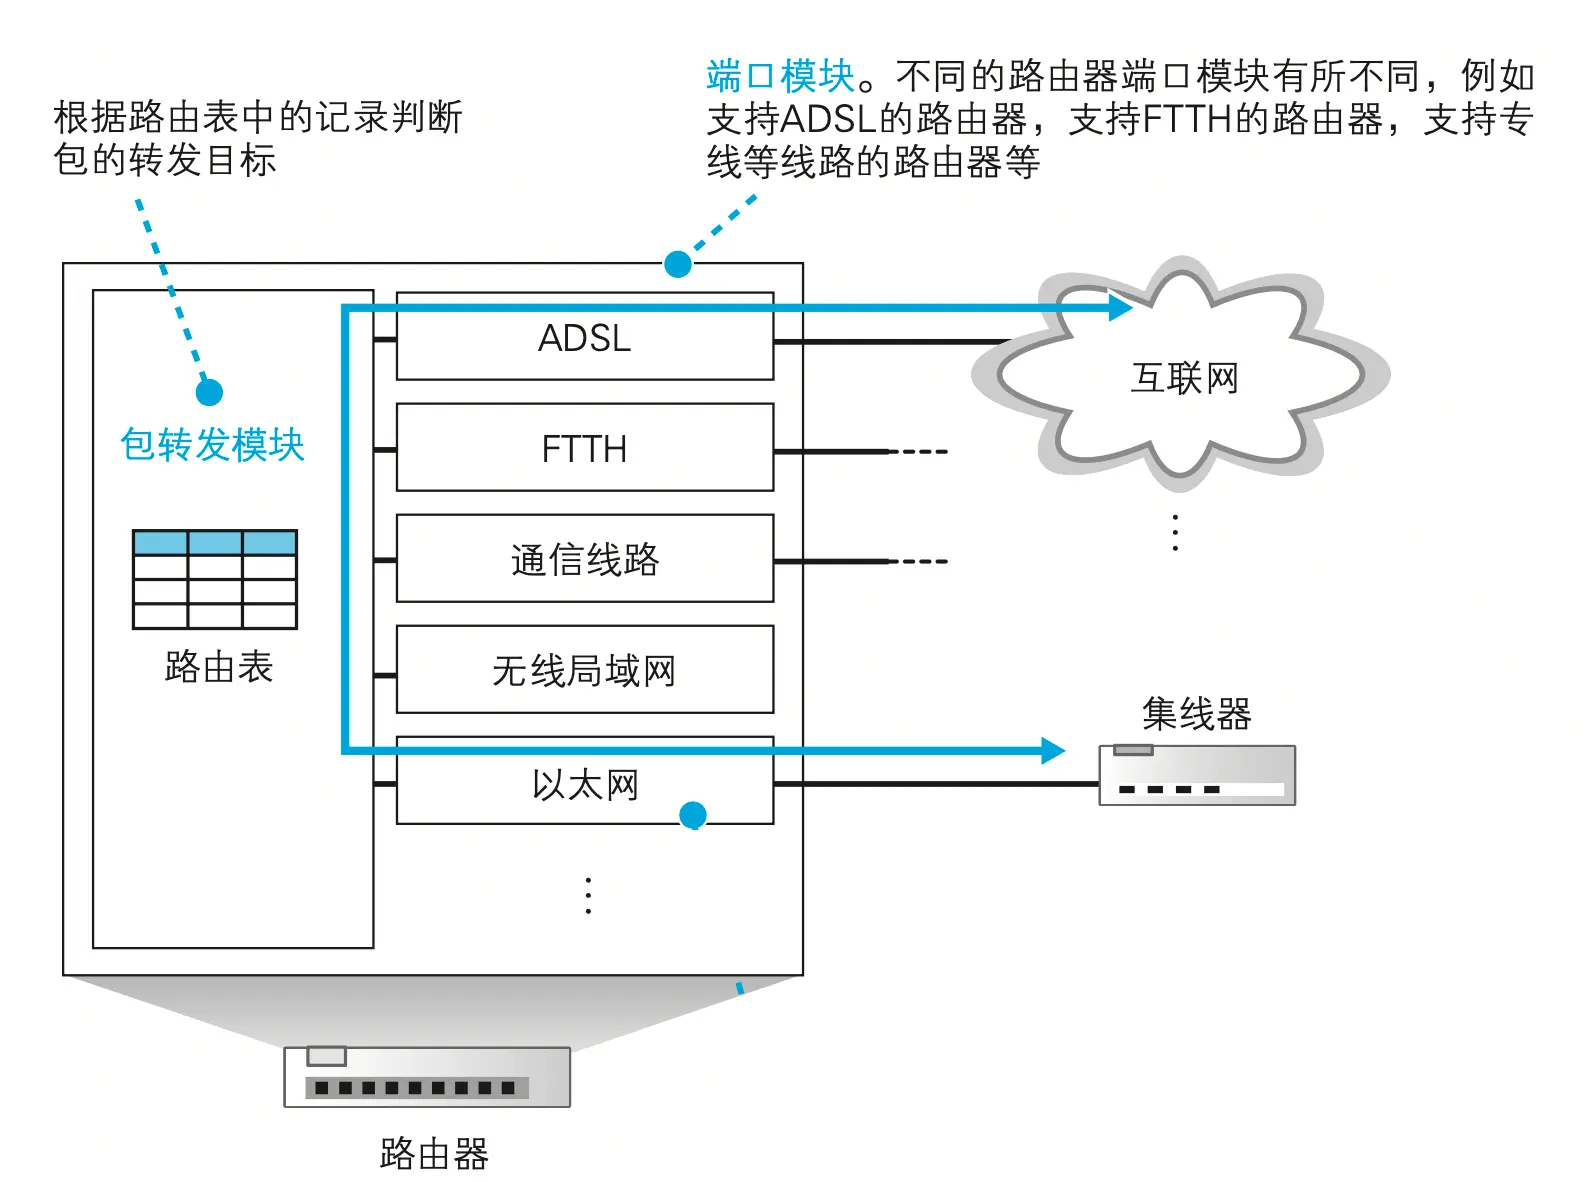 根据路由表中的记录判断
包的转发目标
端口模块。不同的路由器端口模块有所不同，例如
支持ADSL的路由器，支持FTTH的路由器，支持专
线等线路的路由器等
包转发模块
路由表
ADSL
FTTH
通信线路
无线局域网
以太网
互联网
集线器
路由器